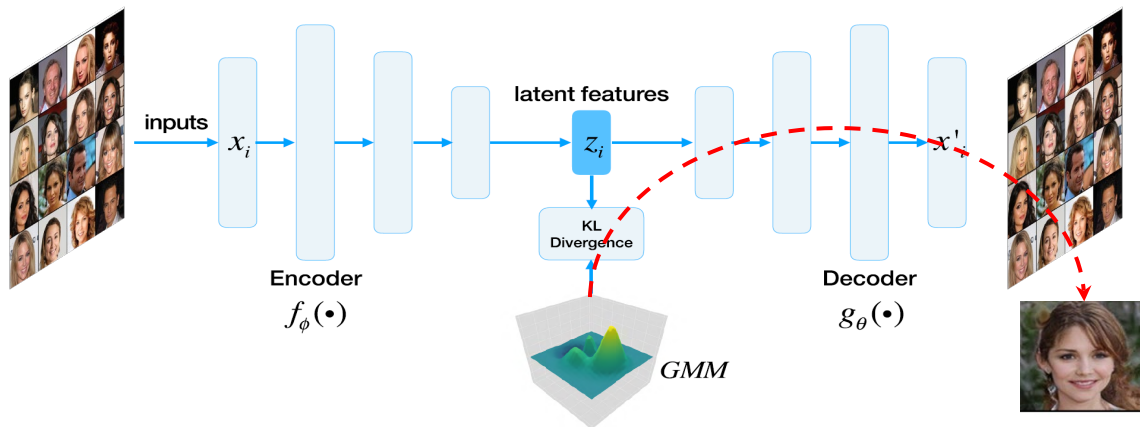 latent features
inputs
x_i
z_i
x'_i
KL
Divergence
Encoder
f_ϕ(•)
Decoder
g_θ(•)
GMM